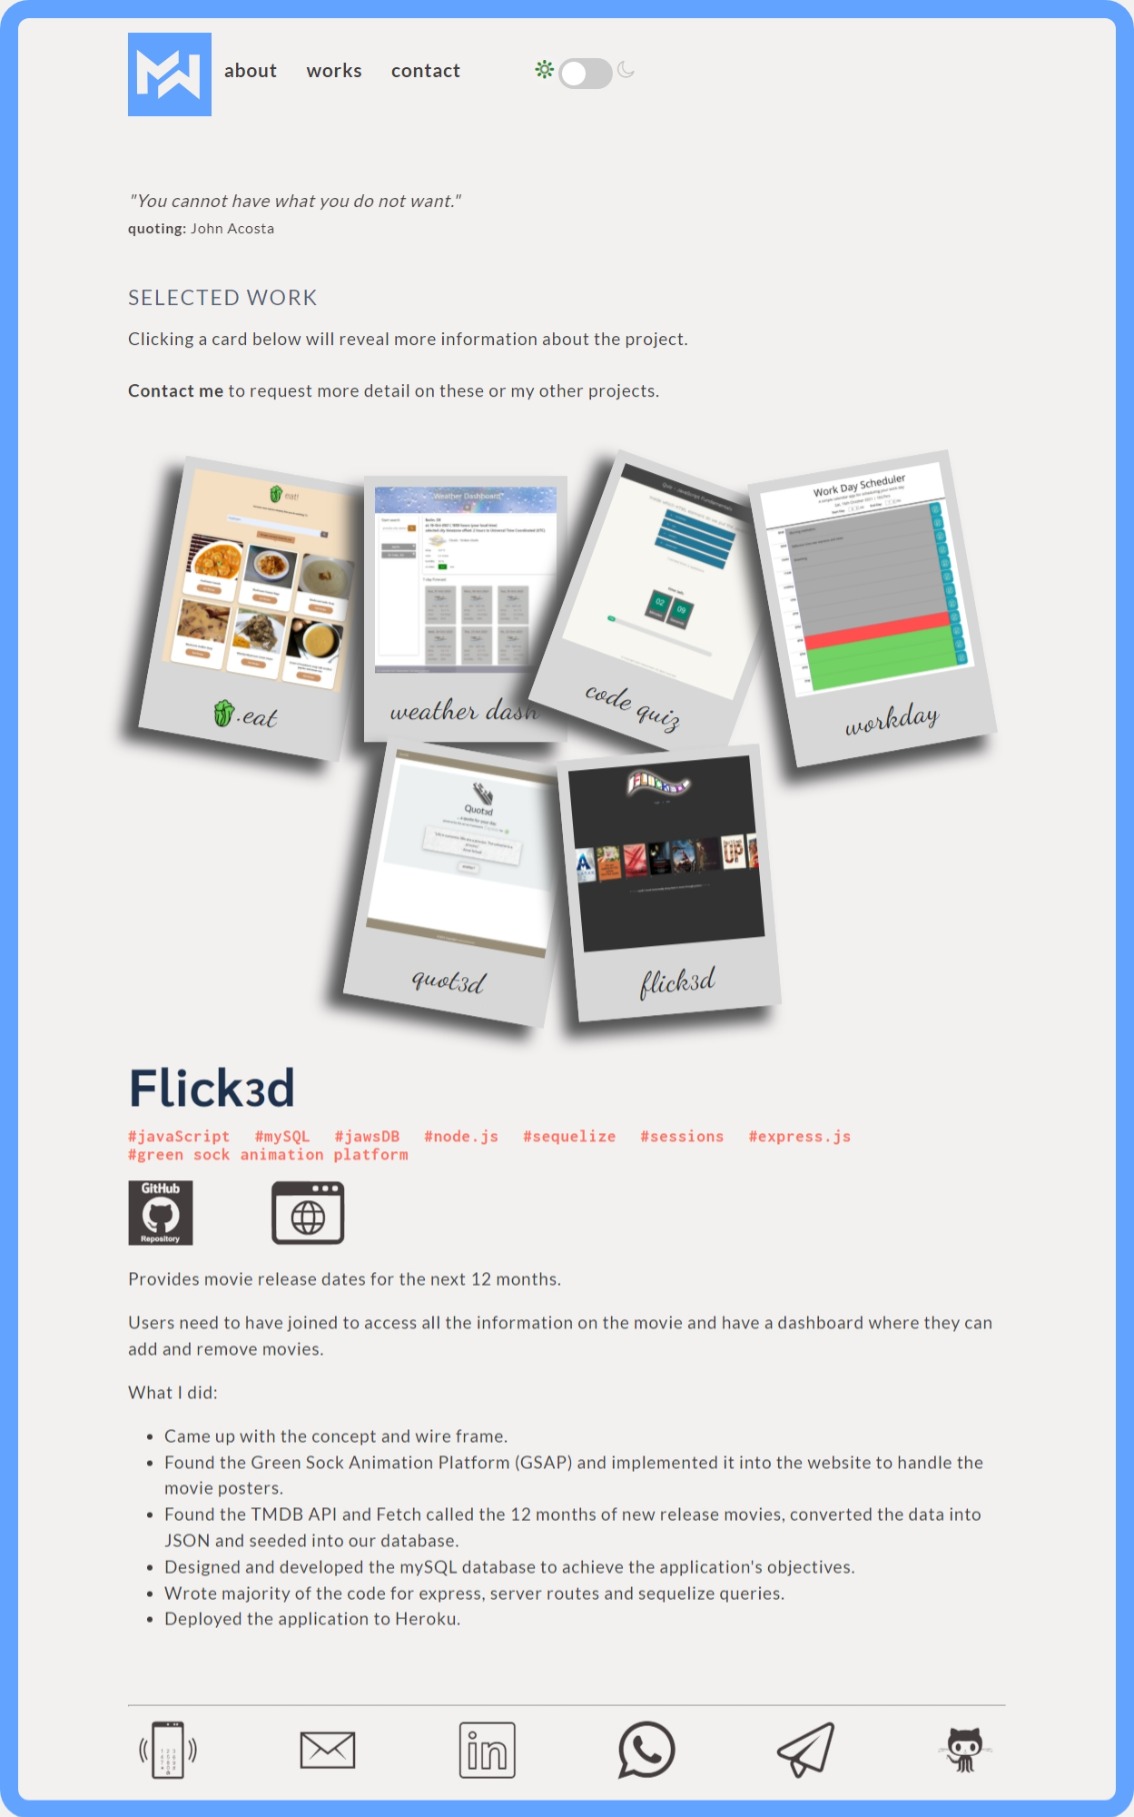 about works contact
"You cannot have what you do not want."
quoting: John Acosta
SELECTED WORK
Clicking a card below will reveal more information about the project.
Contact me to request more detail on these or my other projects.
eat!
Weather Dashboard
Work Day Scheduler
02 09
.eat
weather dash
code quiz
workday
Quot3d
quot3d
flick3d
Flick3d
#javaScript #mySQL #jawsDB #node.js #sequelize #sessions #express.js
#green sock animation platform
GitHub
Repository
Provides movie release dates for the next 12 months.
Users need to have joined to access all the information on the movie and have a dashboard where they can
add and remove movies.
What I did:
• Came up with the concept and wire frame.
• Found the Green Sock Animation Platform (GSAP) and implemented it into the website to handle the
movie posters.
• Found the TMDB API and Fetch called the 12 months of new release movies, converted the data into
JSON and seeded into our database.
• Designed and developed the mySQL database to achieve the application's objectives.
• Wrote majority of the code for express, server routes and sequelize queries.
• Deployed the application to Heroku.
in